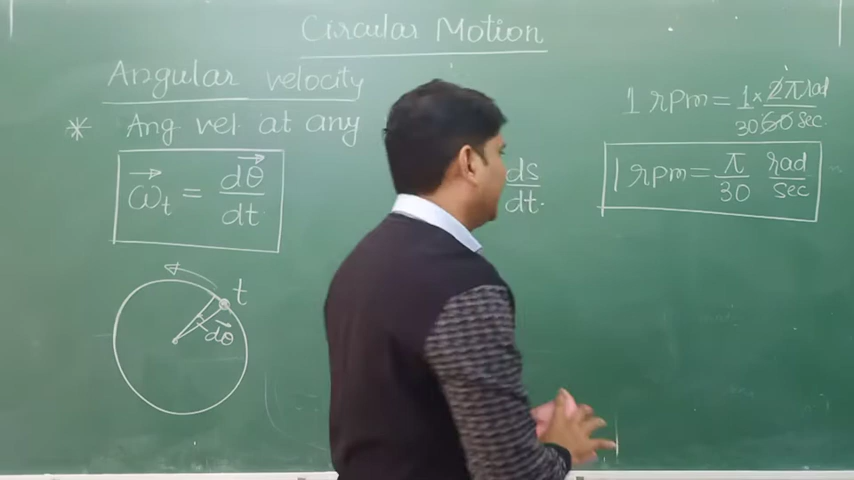 Circular Motion
Angular velocity
* Ang vel at any
ω⃗t = dθ⃗/dt
t
dθ⃗
ds/dt.
1 rpm = 1 × 2π rad / 30 60 sec.
1 rpm = π/30 rad/sec